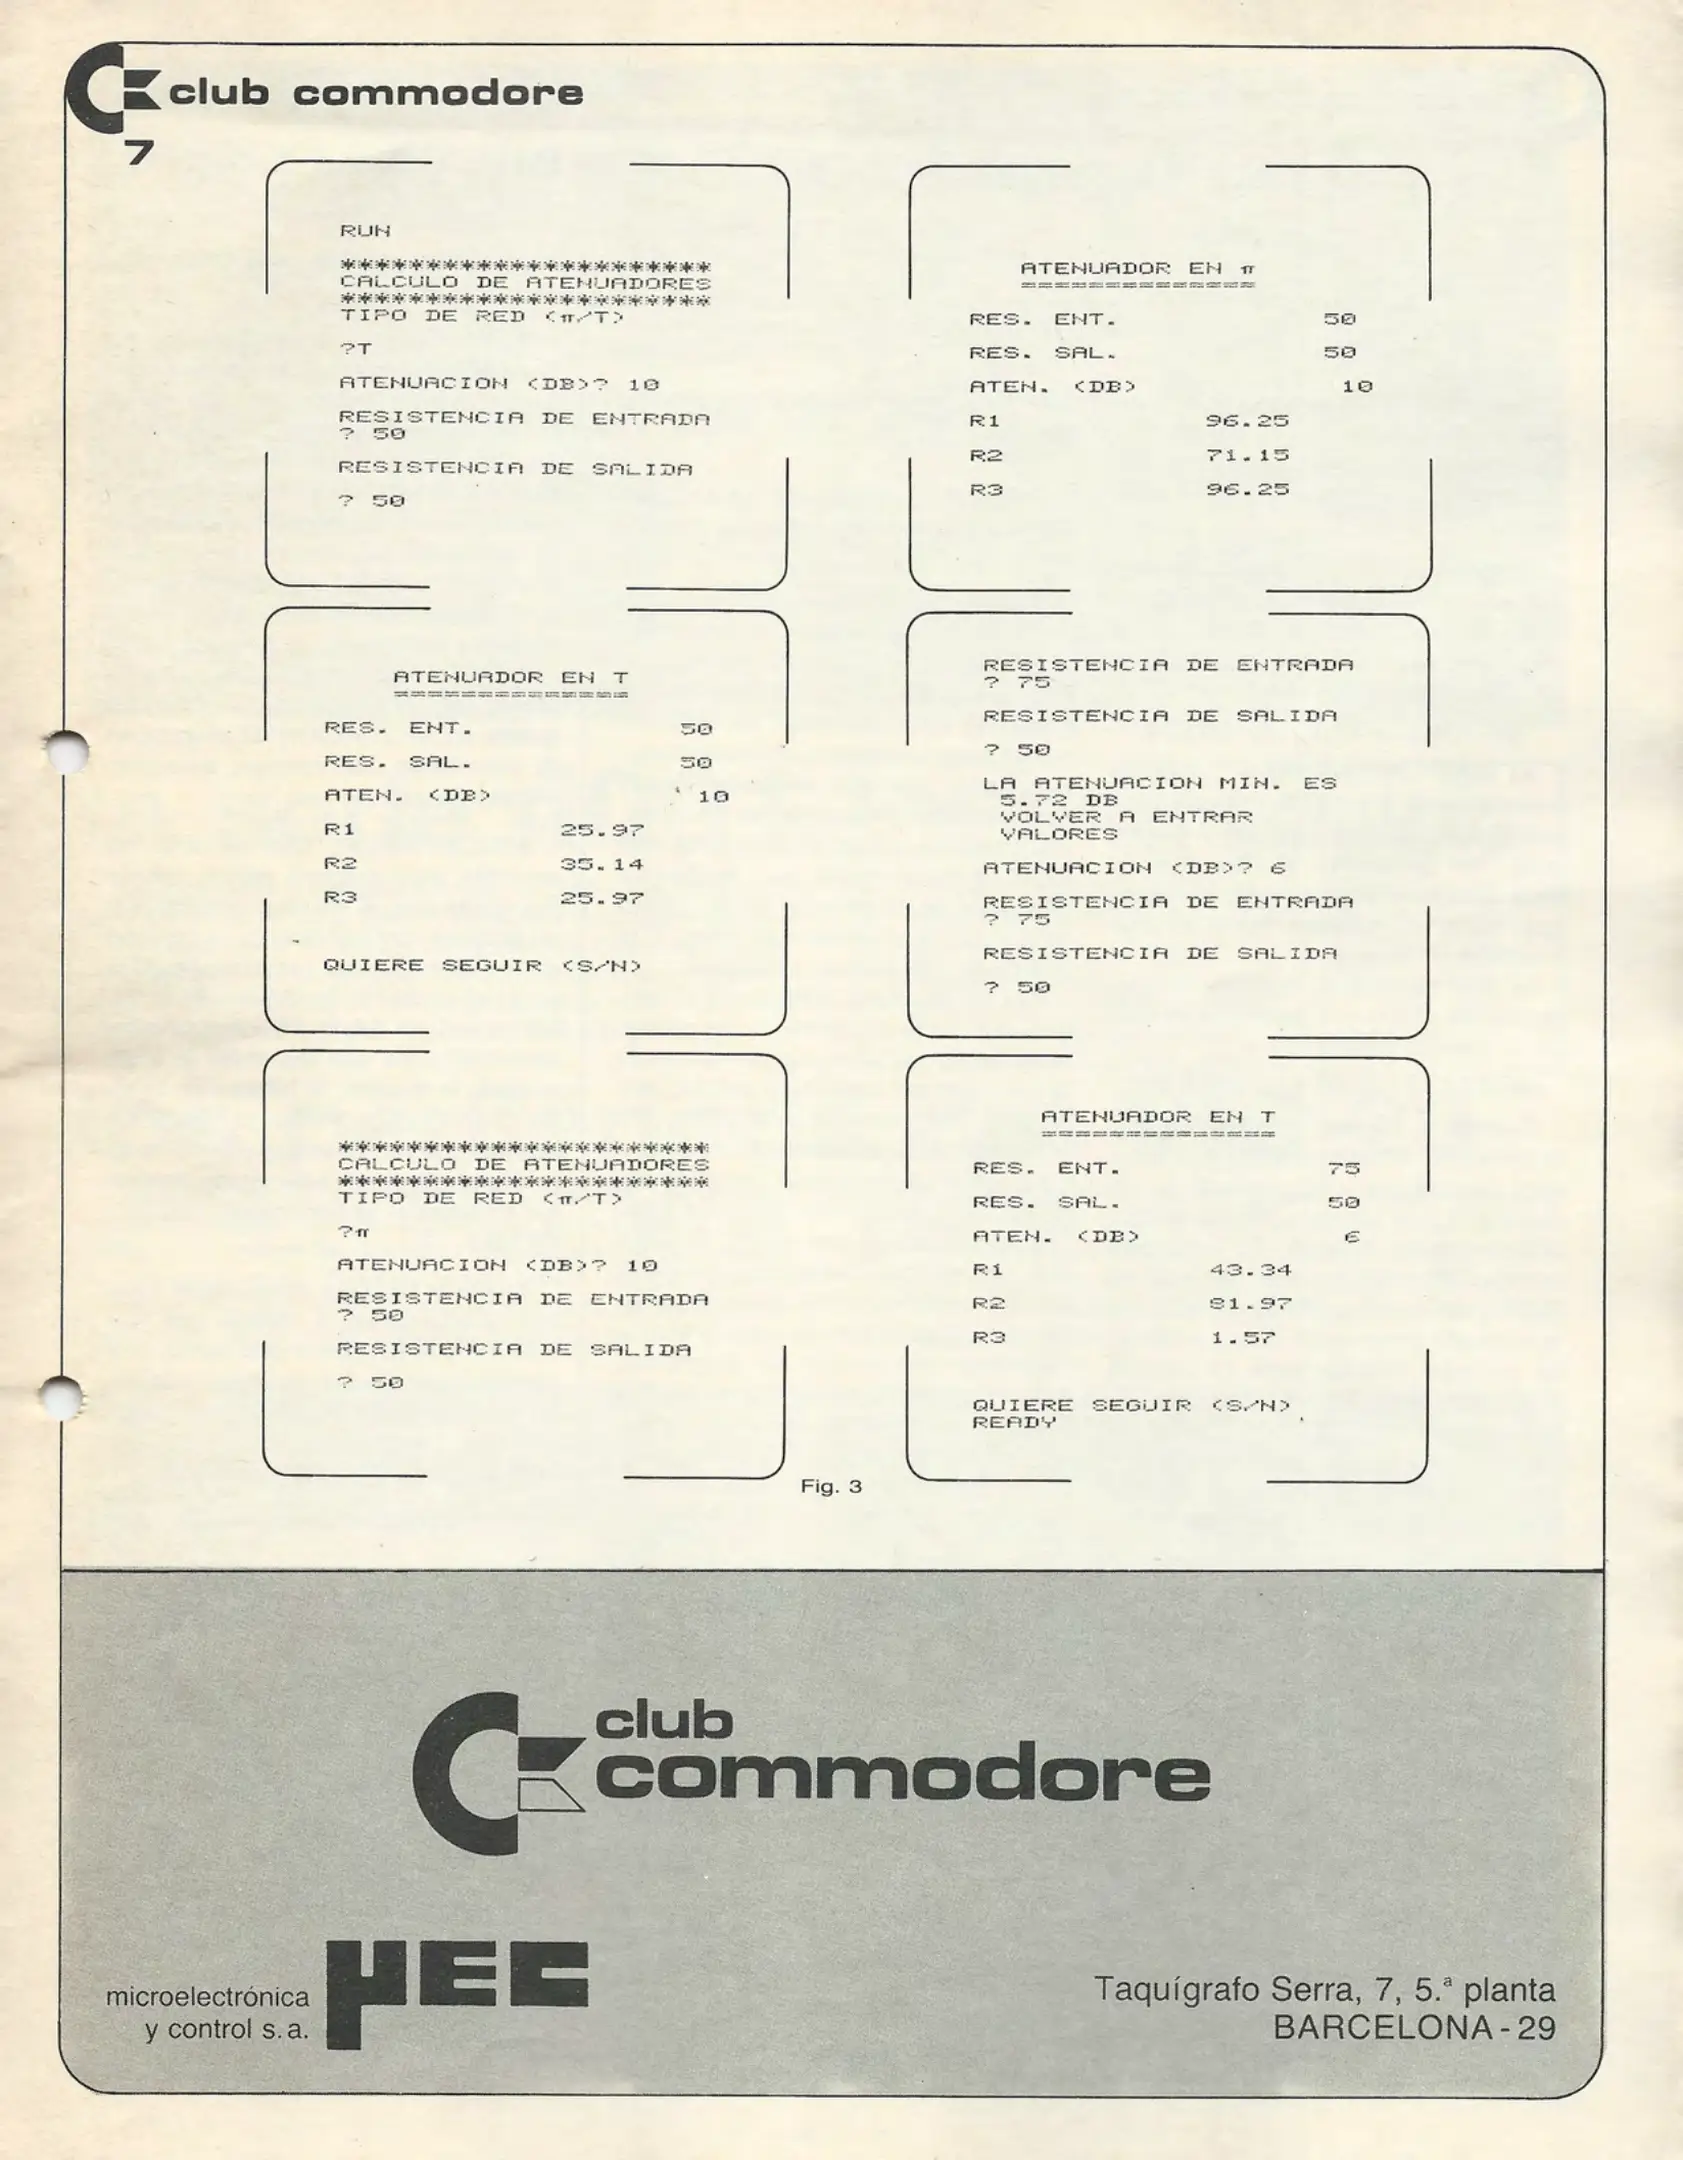 club commodore
7
RUN
**********************
CALCULO DE ATENUADORES
**********************
TIPO DE RED (π/T)
?T
ATENUACION (DB)? 10
RESISTENCIA DE ENTRADA
? 50
RESISTENCIA DE SALIDA
? 50
ATENUADOR EN T
==============
RES. ENT. 50
RES. SAL. 50
ATEN. (DB) 10
R1 25.97
R2 35.14
R3 25.97
QUIERE SEGUIR (S/N)
**********************
CALCULO DE ATENUADORES
**********************
TIPO DE RED (π/T)
?π
ATENUACION (DB)? 10
RESISTENCIA DE ENTRADA
? 50
RESISTENCIA DE SALIDA
? 50
ATENUADOR EN π
==============
RES. ENT. 50
RES. SAL. 50
ATEN. (DB) 10
R1 96.25
R2 71.15
R3 96.25
RESISTENCIA DE ENTRADA
? 75
RESISTENCIA DE SALIDA
? 50
LA ATENUACION MIN. ES
5.72 DB
VOLVER A ENTRAR
VALORES
ATENUACION (DB)? 6
RESISTENCIA DE ENTRADA
? 75
RESISTENCIA DE SALIDA
? 50
ATENUADOR EN T
==============
RES. ENT. 75
RES. SAL. 50
ATEN. (DB) 6
R1 43.34
R2 81.97
R3 1.57
QUIERE SEGUIR (S/N)
READY
Fig. 3
club
commodore
microelectrónica
y control s.a.
μEC
Taquígrafo Serra, 7, 5.ª planta
BARCELONA-29